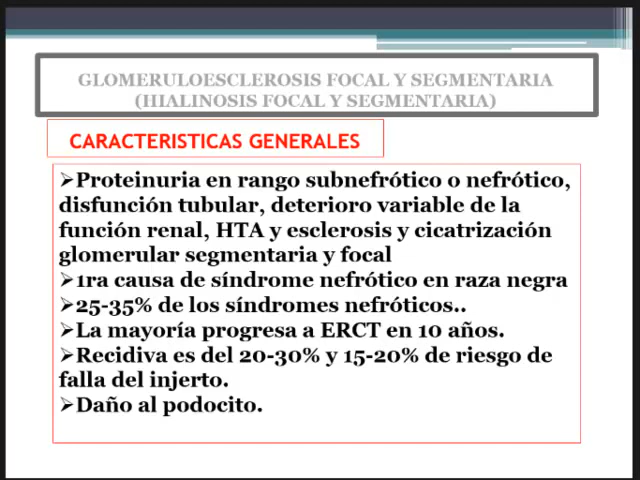 GLOMERULOESCLEROSIS FOCAL Y SEGMENTARIA
(HIALINOSIS FOCAL Y SEGMENTARIA)
CARACTERISTICAS GENERALES
➢Proteinuria en rango subnefrótico o nefrótico,
disfunción tubular, deterioro variable de la
función renal, HTA y esclerosis y cicatrización
glomerular segmentaria y focal
➢1ra causa de síndrome nefrótico en raza negra
➢25-35% de los síndromes nefróticos..
➢La mayoría progresa a ERCT en 10 años.
➢Recidiva es del 20-30% y 15-20% de riesgo de
falla del injerto.
➢Daño al podocito.